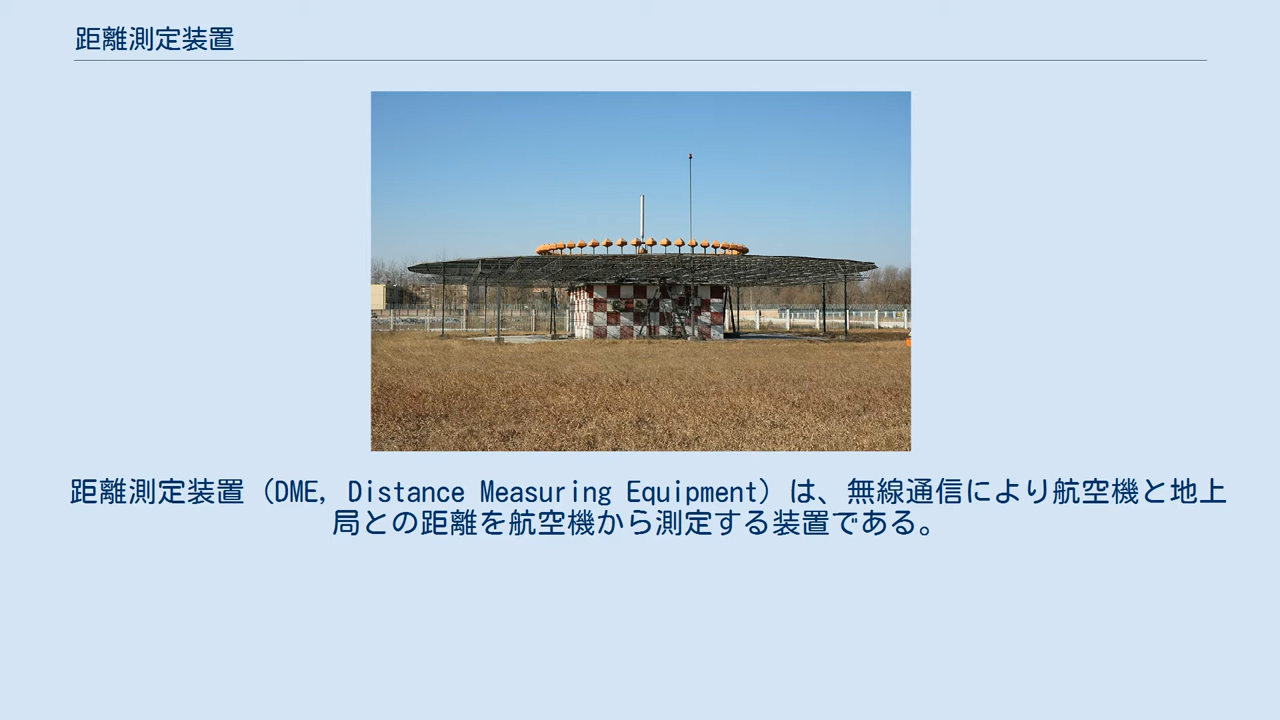 距離測定装置
距離測定装置（DME, Distance Measuring Equipment）は、無線通信により航空機と地上
局との距離を航空機から測定する装置である。